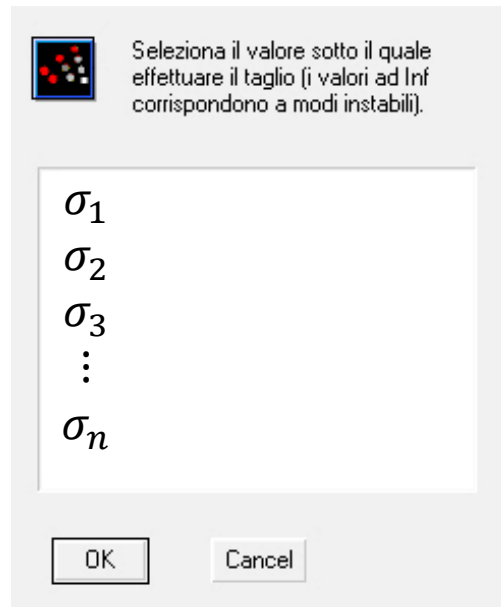 Seleziona il valore sotto il quale
effettuare il taglio (i valori ad Inf
corrispondono a modi instabili).
σ₁
σ₂
σ₃
⋮
σₙ
OK Cancel